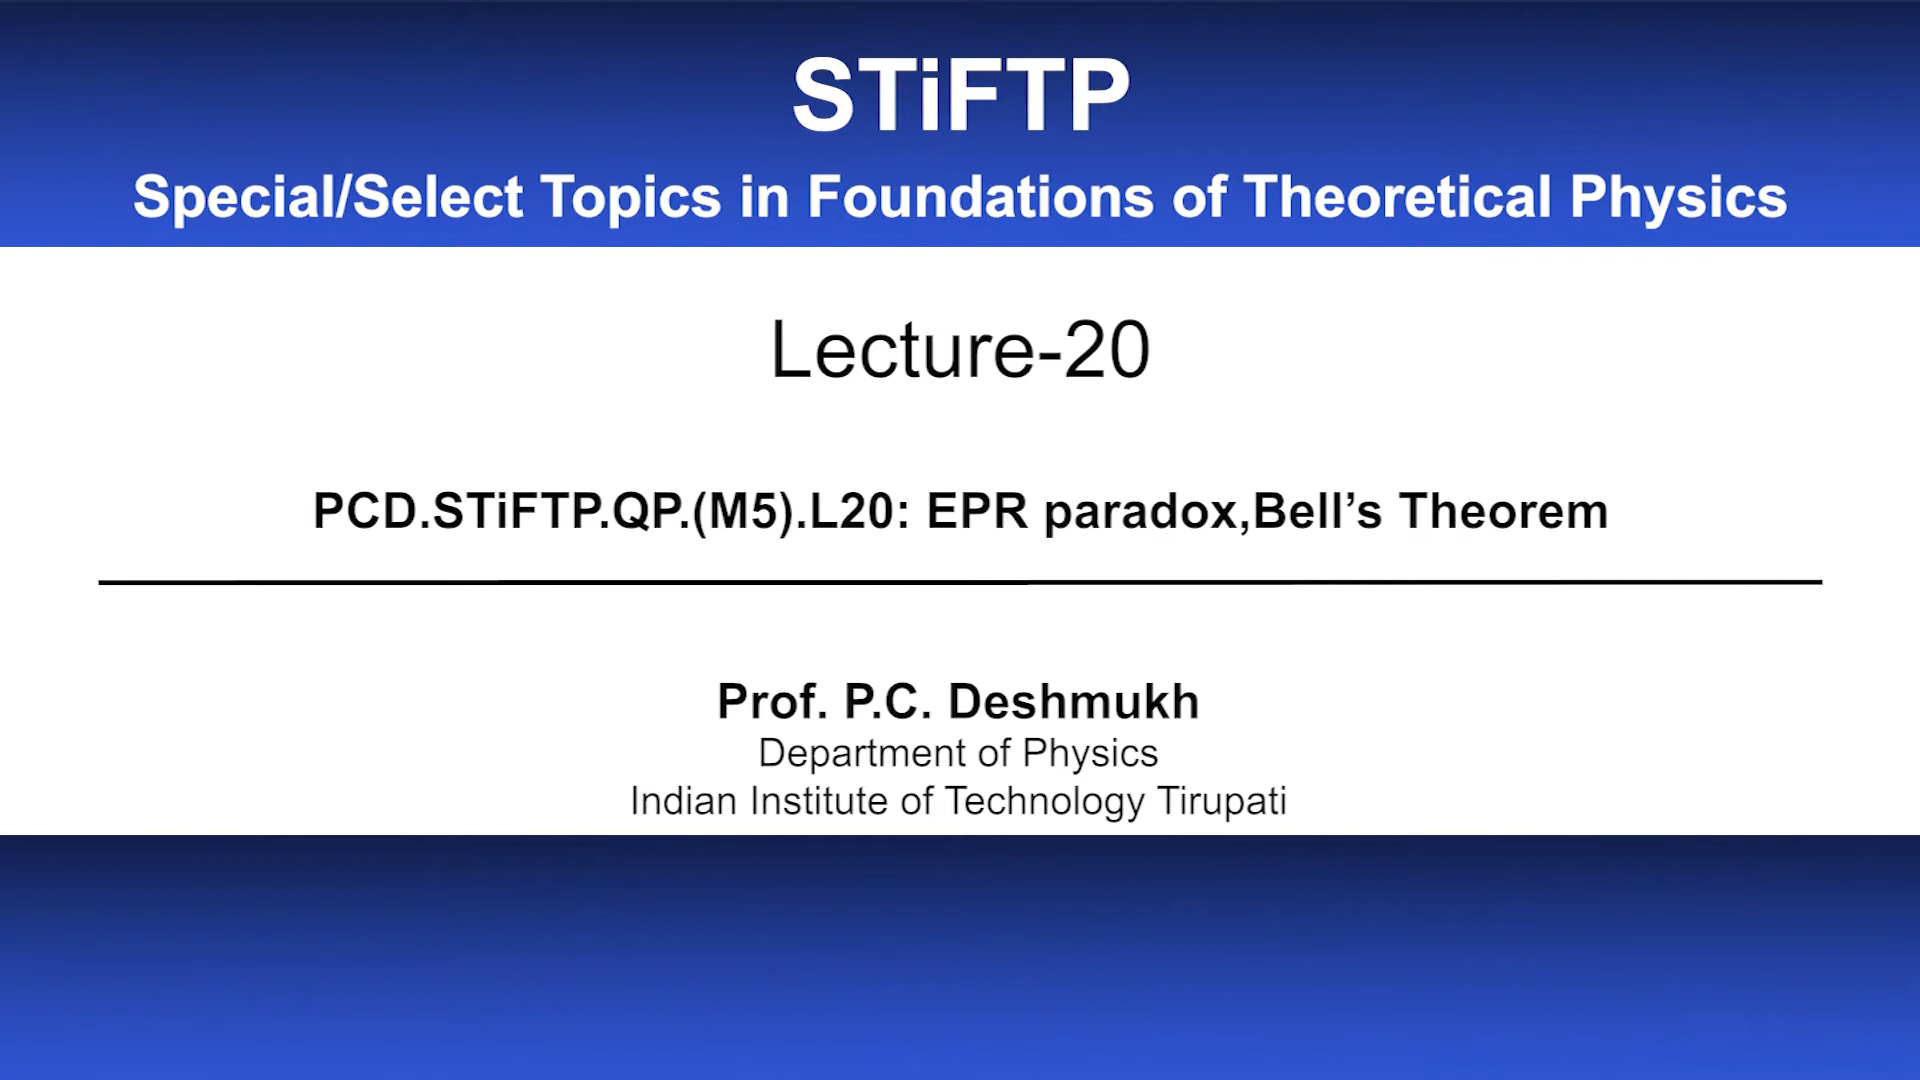 STiFTP
Special/Select Topics in Foundations of Theoretical Physics
Lecture-20
PCD.STiFTP.QP.(M5).L20: EPR paradox,Bell’s Theorem
Prof. P.C. Deshmukh
Department of Physics
Indian Institute of Technology Tirupati